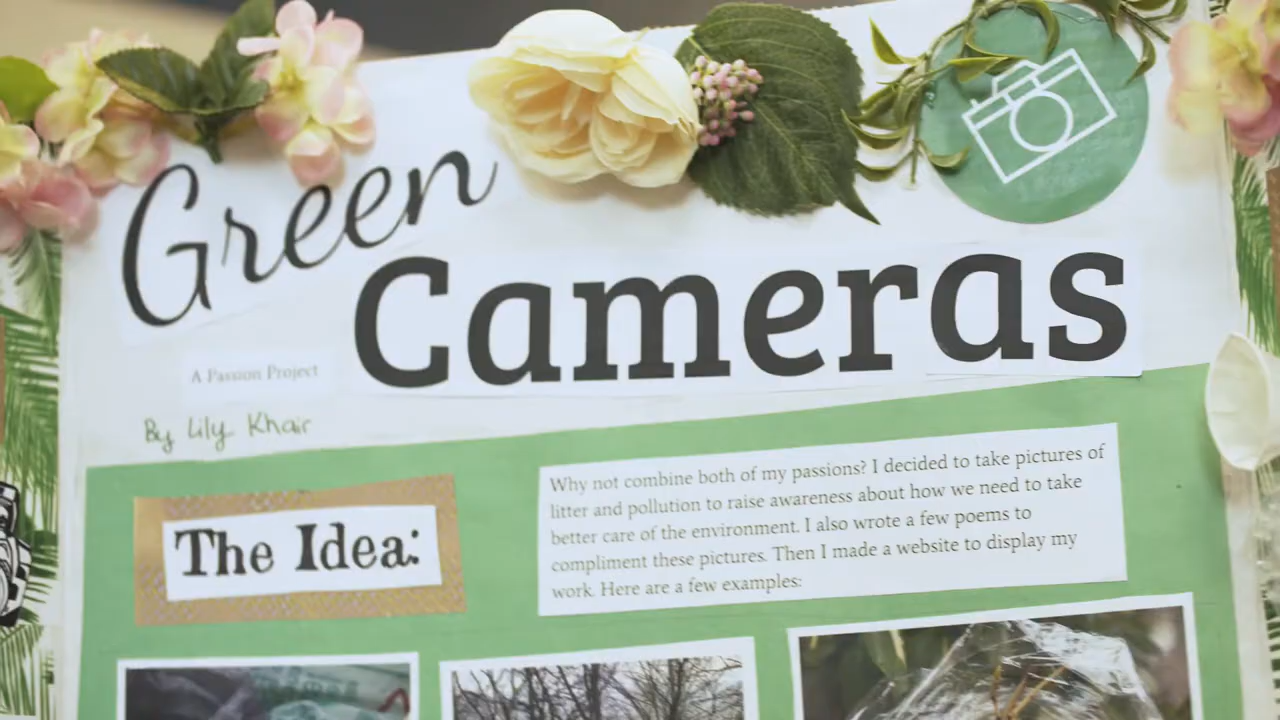 Green
Cameras
A Passion Project
By Lily Khair
The Idea:
Why not combine both of my passions? I decided to take pictures of
litter and pollution to raise awareness about how we need to take
better care of the environment. I also wrote a few poems to
compliment these pictures. Then I made a website to display my
work. Here are a few examples: